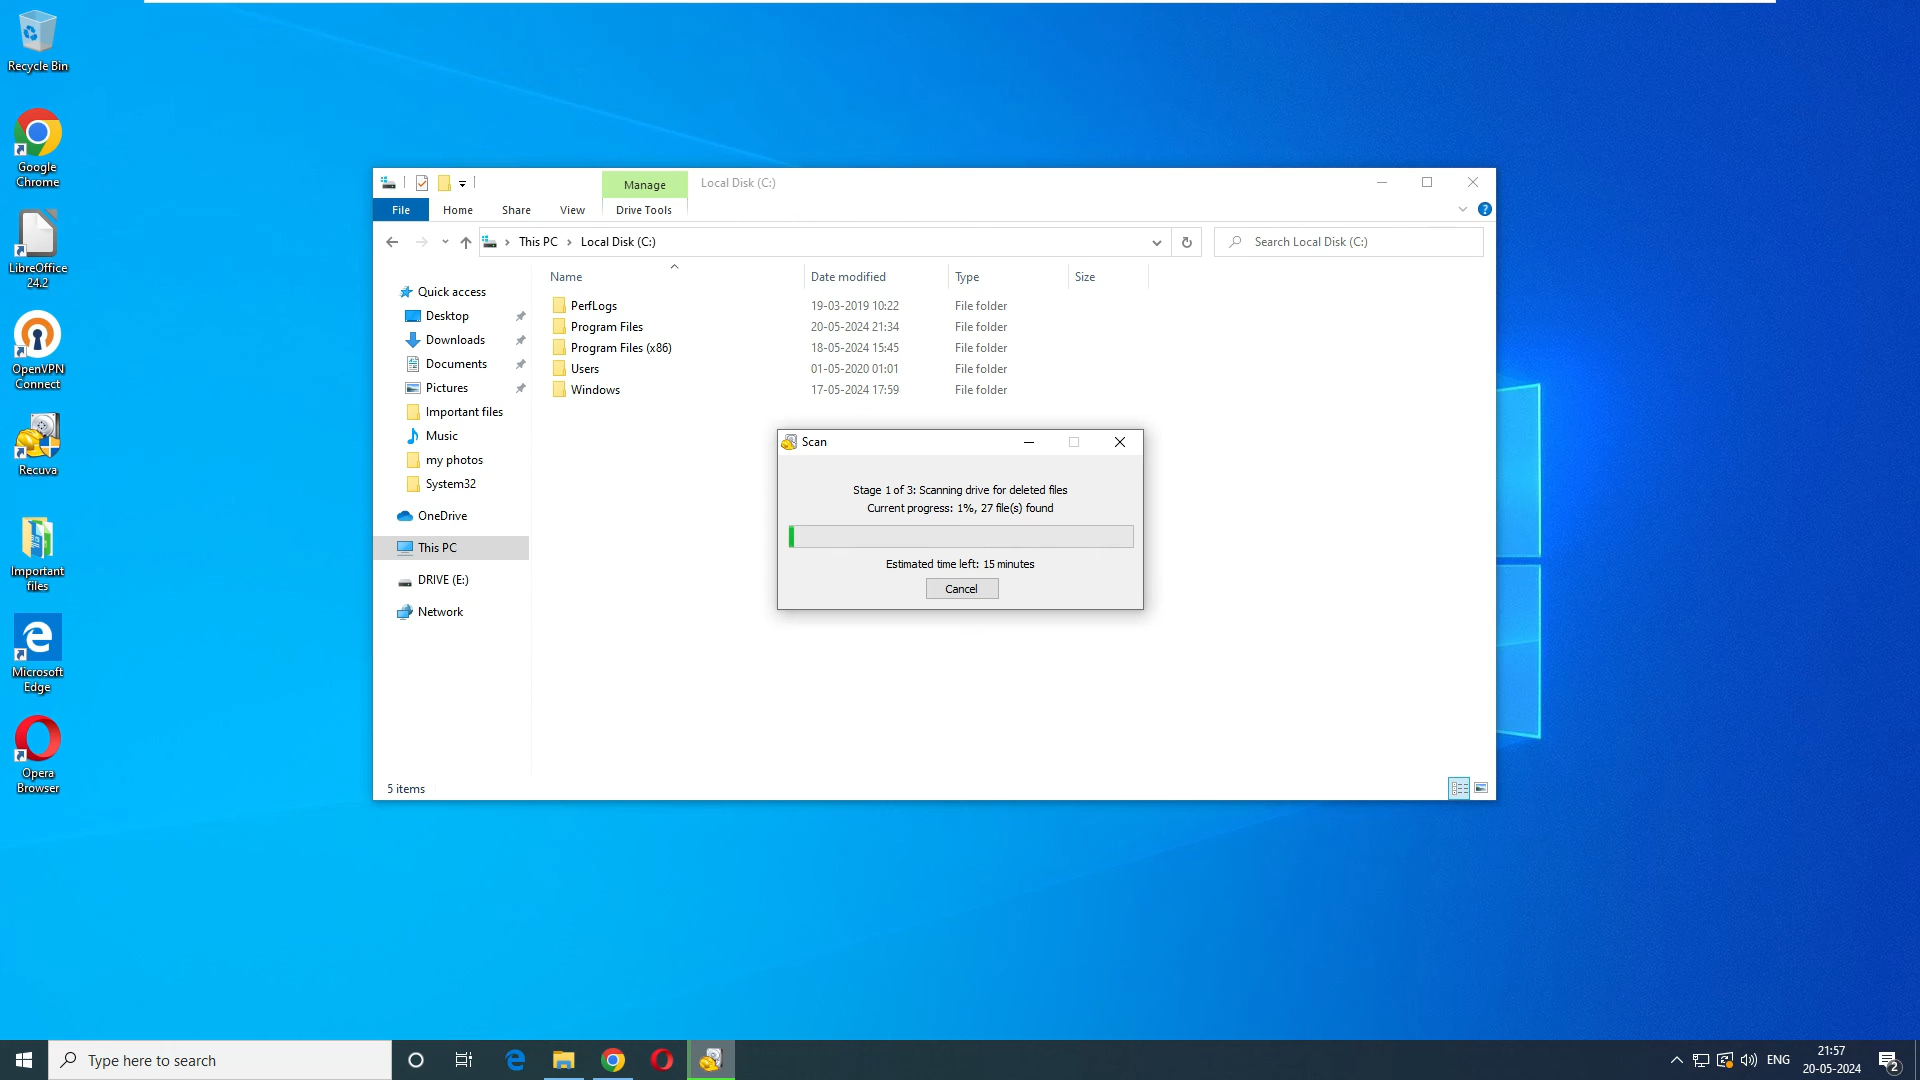 Recycle Bin
Google
Chrome
LibreOffice
24.2
OpenVPN
Connect
Recuva
Important
files
Microsoft
Edge
Opera
Browser
Manage
Local Disk (C:)
File
Home
Share
View
Drive Tools
?
This PC
Local Disk (C:)
Search Local Disk (C:)
Name
Date modified
Type
Size
Quick access
Desktop
Downloads
Documents
Pictures
Important files
Music
my photos
System32
OneDrive
This PC
DRIVE (E:)
Network
PerfLogs 19-03-2019 10:22 File folder
Program Files 20-05-2024 21:34 File folder
Program Files (x86) 18-05-2024 15:45 File folder
Users 01-05-2020 01:01 File folder
Windows 17-05-2024 17:59 File folder
Scan
Stage 1 of 3: Scanning drive for deleted files
Current progress: 1%, 27 file(s) found
Estimated time left: 15 minutes
Cancel
5 items
Type here to search
ENG
21:57
20-05-2024
2